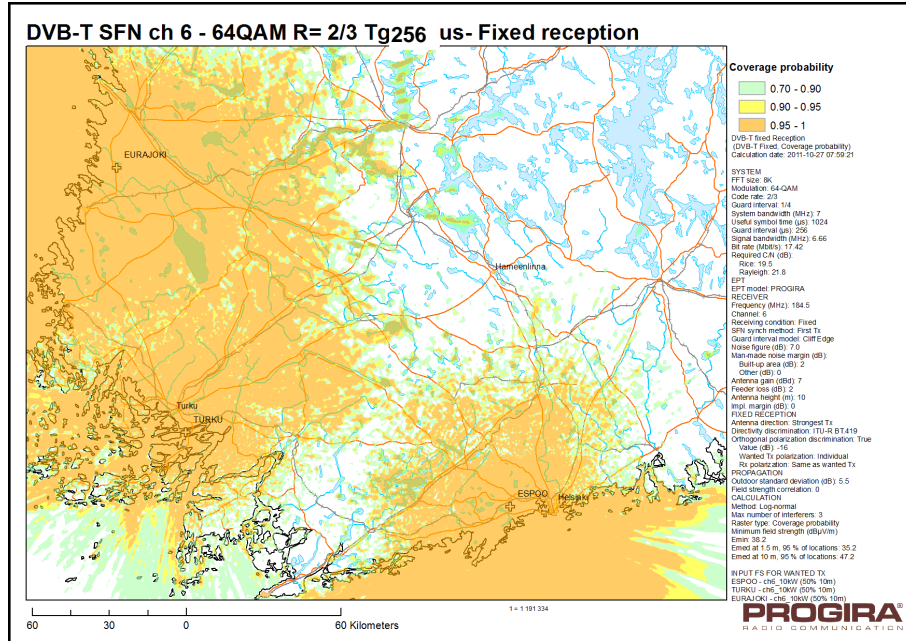 DVB-T SFN ch 6 - 64QAM R= 2/3 Tg256 us- Fixed reception
EURAJOKI
Hameenlinna
Turku
TURKU
ESPOO
Helsinki
Coverage probability
0.70 - 0.90
0.90 - 0.95
0.95 - 1
DVB-T fixed Reception
(DVB-T Fixed, Coverage probability)
Calculation date: 2011-10-27 07:59:21
SYSTEM
FFT size: 8K
Modulation: 64-QAM
Code rate: 2/3
Guard interval: 1/4
System bandwidth (MHz): 7
Useful symbol time (µs): 1024
Guard interval (µs): 256
Signal bandwidth (MHz): 6.66
Bit rate (Mbit/s): 17.42
Required C/N (dB):
Rice: 19.5
Rayleigh: 21.8
EPT
EPT model: PROGIRA
RECEIVER
Frequency (MHz): 184.5
Channel: 6
Receiving condition: Fixed
SFN synch method: First Tx
Guard interval model: Cliff Edge
Noise figure (dB): 7.0
Man-made noise margin (dB):
Built-up area (dB): 2
Other (dB): 0
Antenna gain (dBd): 7
Feeder loss (dB): 2
Antenna height (m): 10
Impl. margin (dB): 0
FIXED RECEPTION
Antenna direction: Strongest Tx
Directivity discrimination: ITU-R BT.419
Orthogonal polarization discrimination: True
Value (dB): -16
Wanted Tx polarization: Individual
Rx polarization: Same as wanted Tx
PROPAGATION
Outdoor standard deviation (dB): 5.5
Field strength correlation: 0
CALCULATION
Method: Log-normal
Max number of interferers: 3
Raster type: Coverage probability
Minimum field strength (dBµV/m)
Emin: 38.2
Emed at 1.5 m, 95 % of locations: 35.2
Emed at 10 m, 95 % of locations: 47.2
INPUT FS FOR WANTED TX
ESPOO - ch6_10kW (50% 10m)
TURKU - ch6_10kW (50% 10m)
EURAJOKI - ch6_10kW (50% 10m)
1 = 1 191 334
60 30 0 60 Kilometers
PROGIRA®
RADIO COMMUNICATION